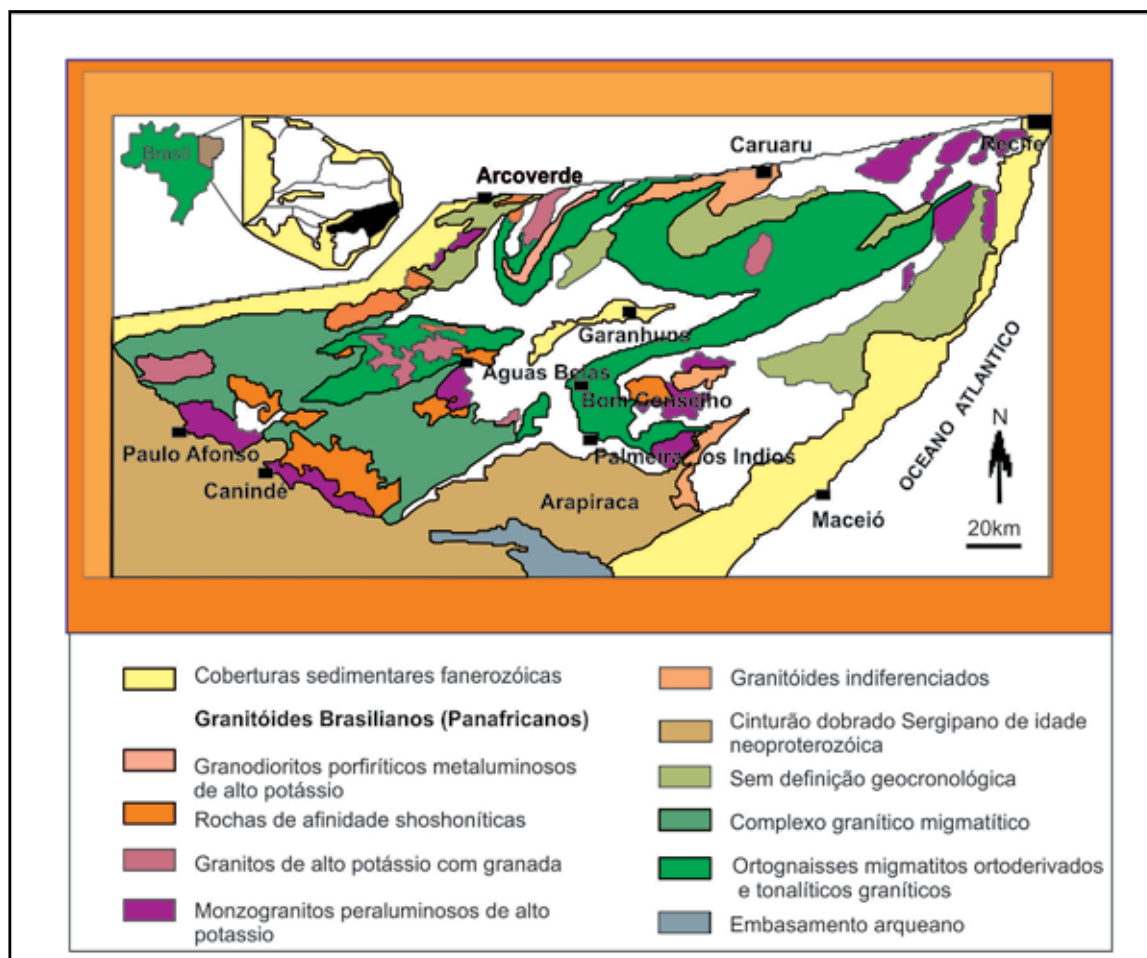 Brasil
Arcoverde
Caruaru
Recife
Garanhuns
Aguas Belas
Bom Conselho
Paulo Afonso
Palmeira dos Indios
Caninde
Arapiraca
Maceió
OCEANO ATLANTICO
N
20km
Coberturas sedimentares fanerozóicas
Granitóides Brasilianos (Panafricanos)
Granodioritos porfiríticos metaluminosos
de alto potássio
Rochas de afinidade shoshoníticas
Granitos de alto potássio com granada
Monzogranitos peraluminosos de alto
potassio
Granitóides indiferenciados
Cinturão dobrado Sergipano de idade
neoproterozóica
Sem definição geocronológica
Complexo granítico migmatítico
Ortognaisses migmatitos ortoderivados
e tonalíticos graníticos
Embasamento arqueano